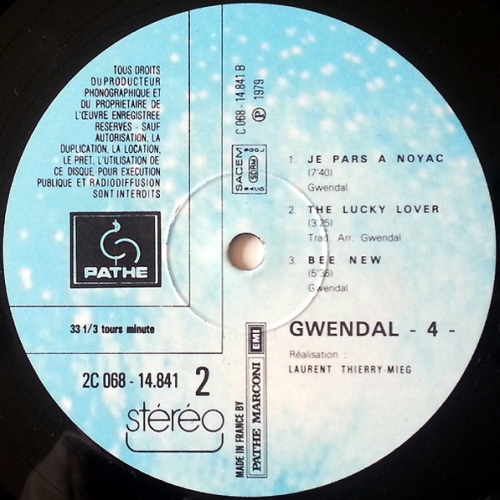 TOUS DROITS
DU PRODUCTEUR
PHONOGRAPHIQUE ET
DU PROPRIETAIRE DE
L'ŒUVRE ENREGISTREE
RESERVES - SAUF
AUTORISATION, LA
DUPLICATION, LA LOCATION,
LE PRET, L'UTILISATION DE
CE DISQUE, POUR EXECUTION
PUBLIQUE ET RADIODIFFUSION
SONT INTERDITS
PATHE
33 1/3 tours minute
2C 068 - 14.841 2
stéréo
C 068 - 14.841 B
Ⓟ 1979
SACEM
SDRM
1. JE PARS A NOYAC
(7'40)
Gwendal
2. THE LUCKY LOVER
(3'25)
Trad. Arr. Gwendal
3. BEE NEW
(5'35)
Gwendal
GWENDAL - 4 -
Réalisation :
LAURENT THIERRY-MIEG
MADE IN FRANCE BY
PATHE MARCONI EMI